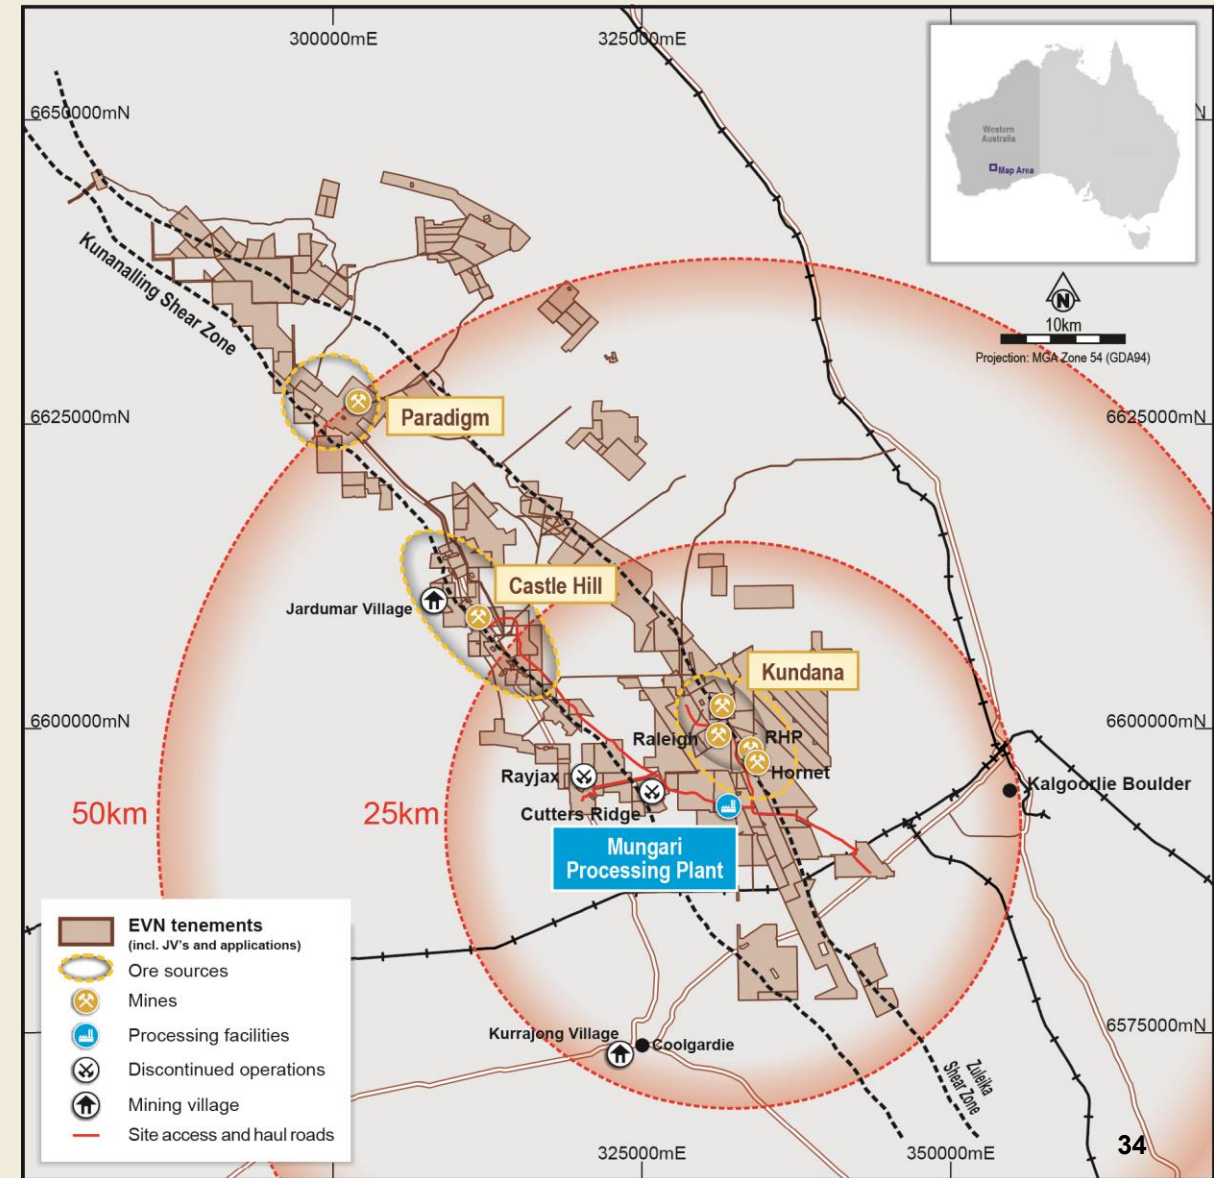 300000mE
325000mE
6650000mN
N
Western
Australia
Map Area
N
10km
Projection: MGA Zone 54 (GDA94)
Kunanalling Shear Zone
Paradigm
6625000mN
6625000mN
Castle Hill
Jardumar Village
Kundana
6600000mN
6600000mN
Raleigh
RHP
Hornet
Rayjax
Cutters Ridge
Kalgoorlie Boulder
50km
25km
Mungari
Processing Plant
EVN tenements
(incl. JV's and applications)
Ore sources
Mines
Processing facilities
Discontinued operations
Mining village
Site access and haul roads
Kurrajong Village
Coolgardie
6575000mN
Zuleika
Shear Zone
325000mE
350000mE
34